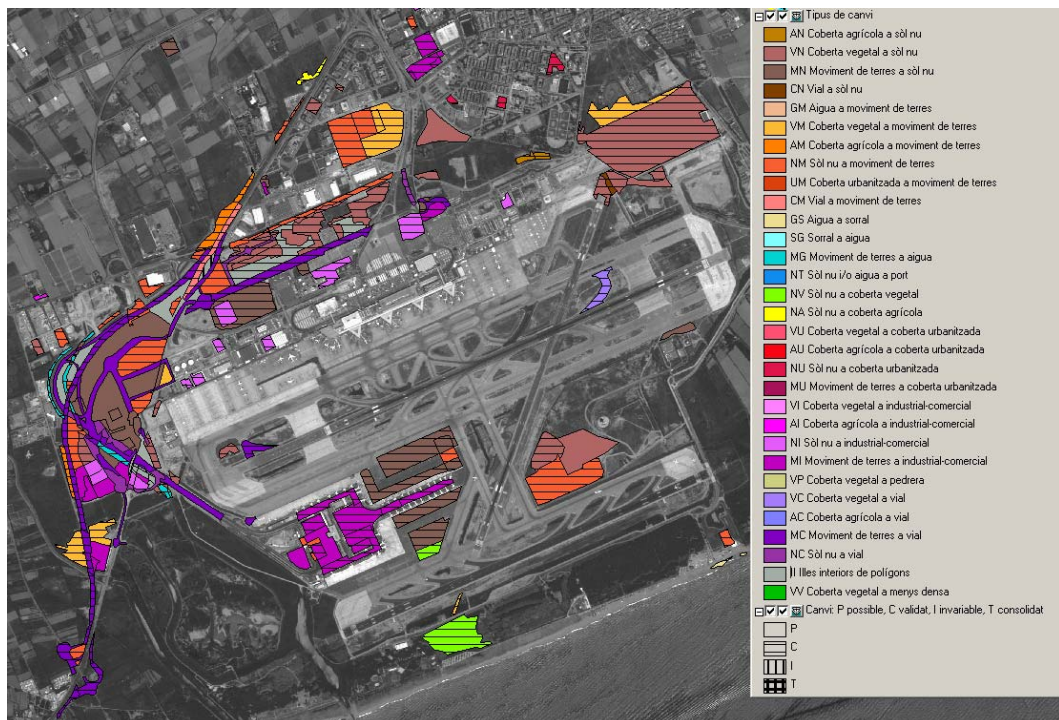 Tipus de canvi
AN Coberta agrícola a sòl nu
VN Coberta vegetal a sòl nu
MN Moviment de terres a sòl nu
CN Vial a sòl nu
GM Aigua a moviment de terres
VM Coberta vegetal a moviment de terres
AM Coberta agrícola a moviment de terres
NM Sòl nu a moviment de terres
UM Coberta urbanitzada a moviment de terres
CM Vial a moviment de terres
GS Aigua a sorral
SG Sorral a aigua
MG Moviment de terres a aigua
NT Sòl nu i/o aigua a port
NV Sòl nu a coberta vegetal
NA Sòl nu a coberta agrícola
VU Coberta vegetal a coberta urbanitzada
AU Coberta agrícola a coberta urbanitzada
NU Sòl nu a coberta urbanitzada
MU Moviment de terres a coberta urbanitzada
VI Coberta vegetal a industrial-comercial
AI Coberta agrícola a industrial-comercial
NI Sòl nu a industrial-comercial
MI Moviment de terres a industrial-comercial
VP Coberta vegetal a pedrera
VC Coberta vegetal a vial
AC Coberta agrícola a vial
MC Moviment de terres a vial
NC Sòl nu a vial
II Illes interiors de polígons
VV Coberta vegetal a menys densa
Canvi: P possible, C validat, I invariable, T consolidat
P
C
I
T